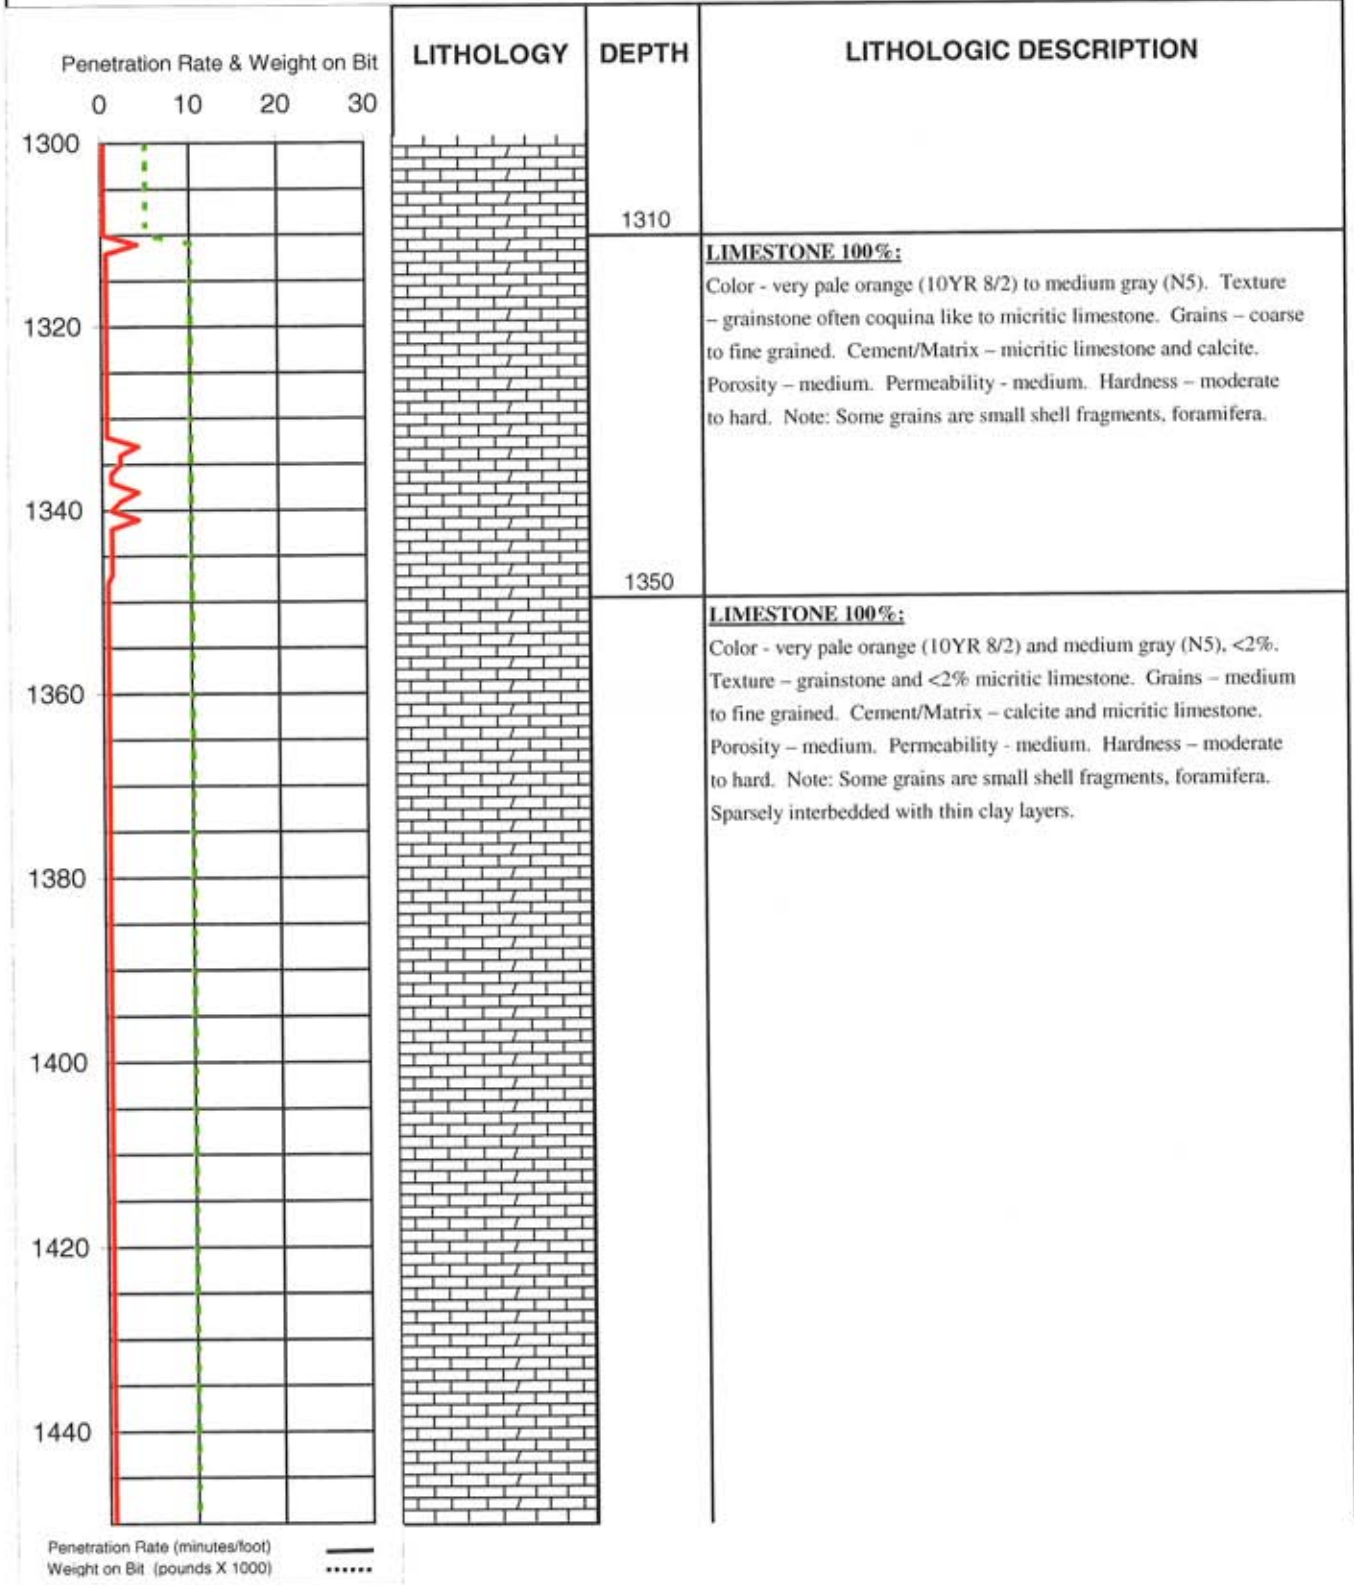 Penetration Rate & Weight on Bit
0 10 20 30
LITHOLOGY
DEPTH
LITHOLOGIC DESCRIPTION
1300
1320
1340
1360
1380
1400
1420
1440
1310
LIMESTONE 100%:
Color - very pale orange (10YR 8/2) to medium gray (N5). Texture
– grainstone often coquina like to micritic limestone. Grains – coarse
to fine grained. Cement/Matrix – micritic limestone and calcite.
Porosity – medium. Permeability - medium. Hardness – moderate
to hard. Note: Some grains are small shell fragments, foramifera.
1350
LIMESTONE 100%:
Color - very pale orange (10YR 8/2) and medium gray (N5), <2%.
Texture – grainstone and <2% micritic limestone. Grains – medium
to fine grained. Cement/Matrix – calcite and micritic limestone.
Porosity – medium. Permeability - medium. Hardness – moderate
to hard. Note: Some grains are small shell fragments, foramifera.
Sparsely interbedded with thin clay layers.
Penetration Rate (minutes/foot)
Weight on Bit (pounds X 1000)